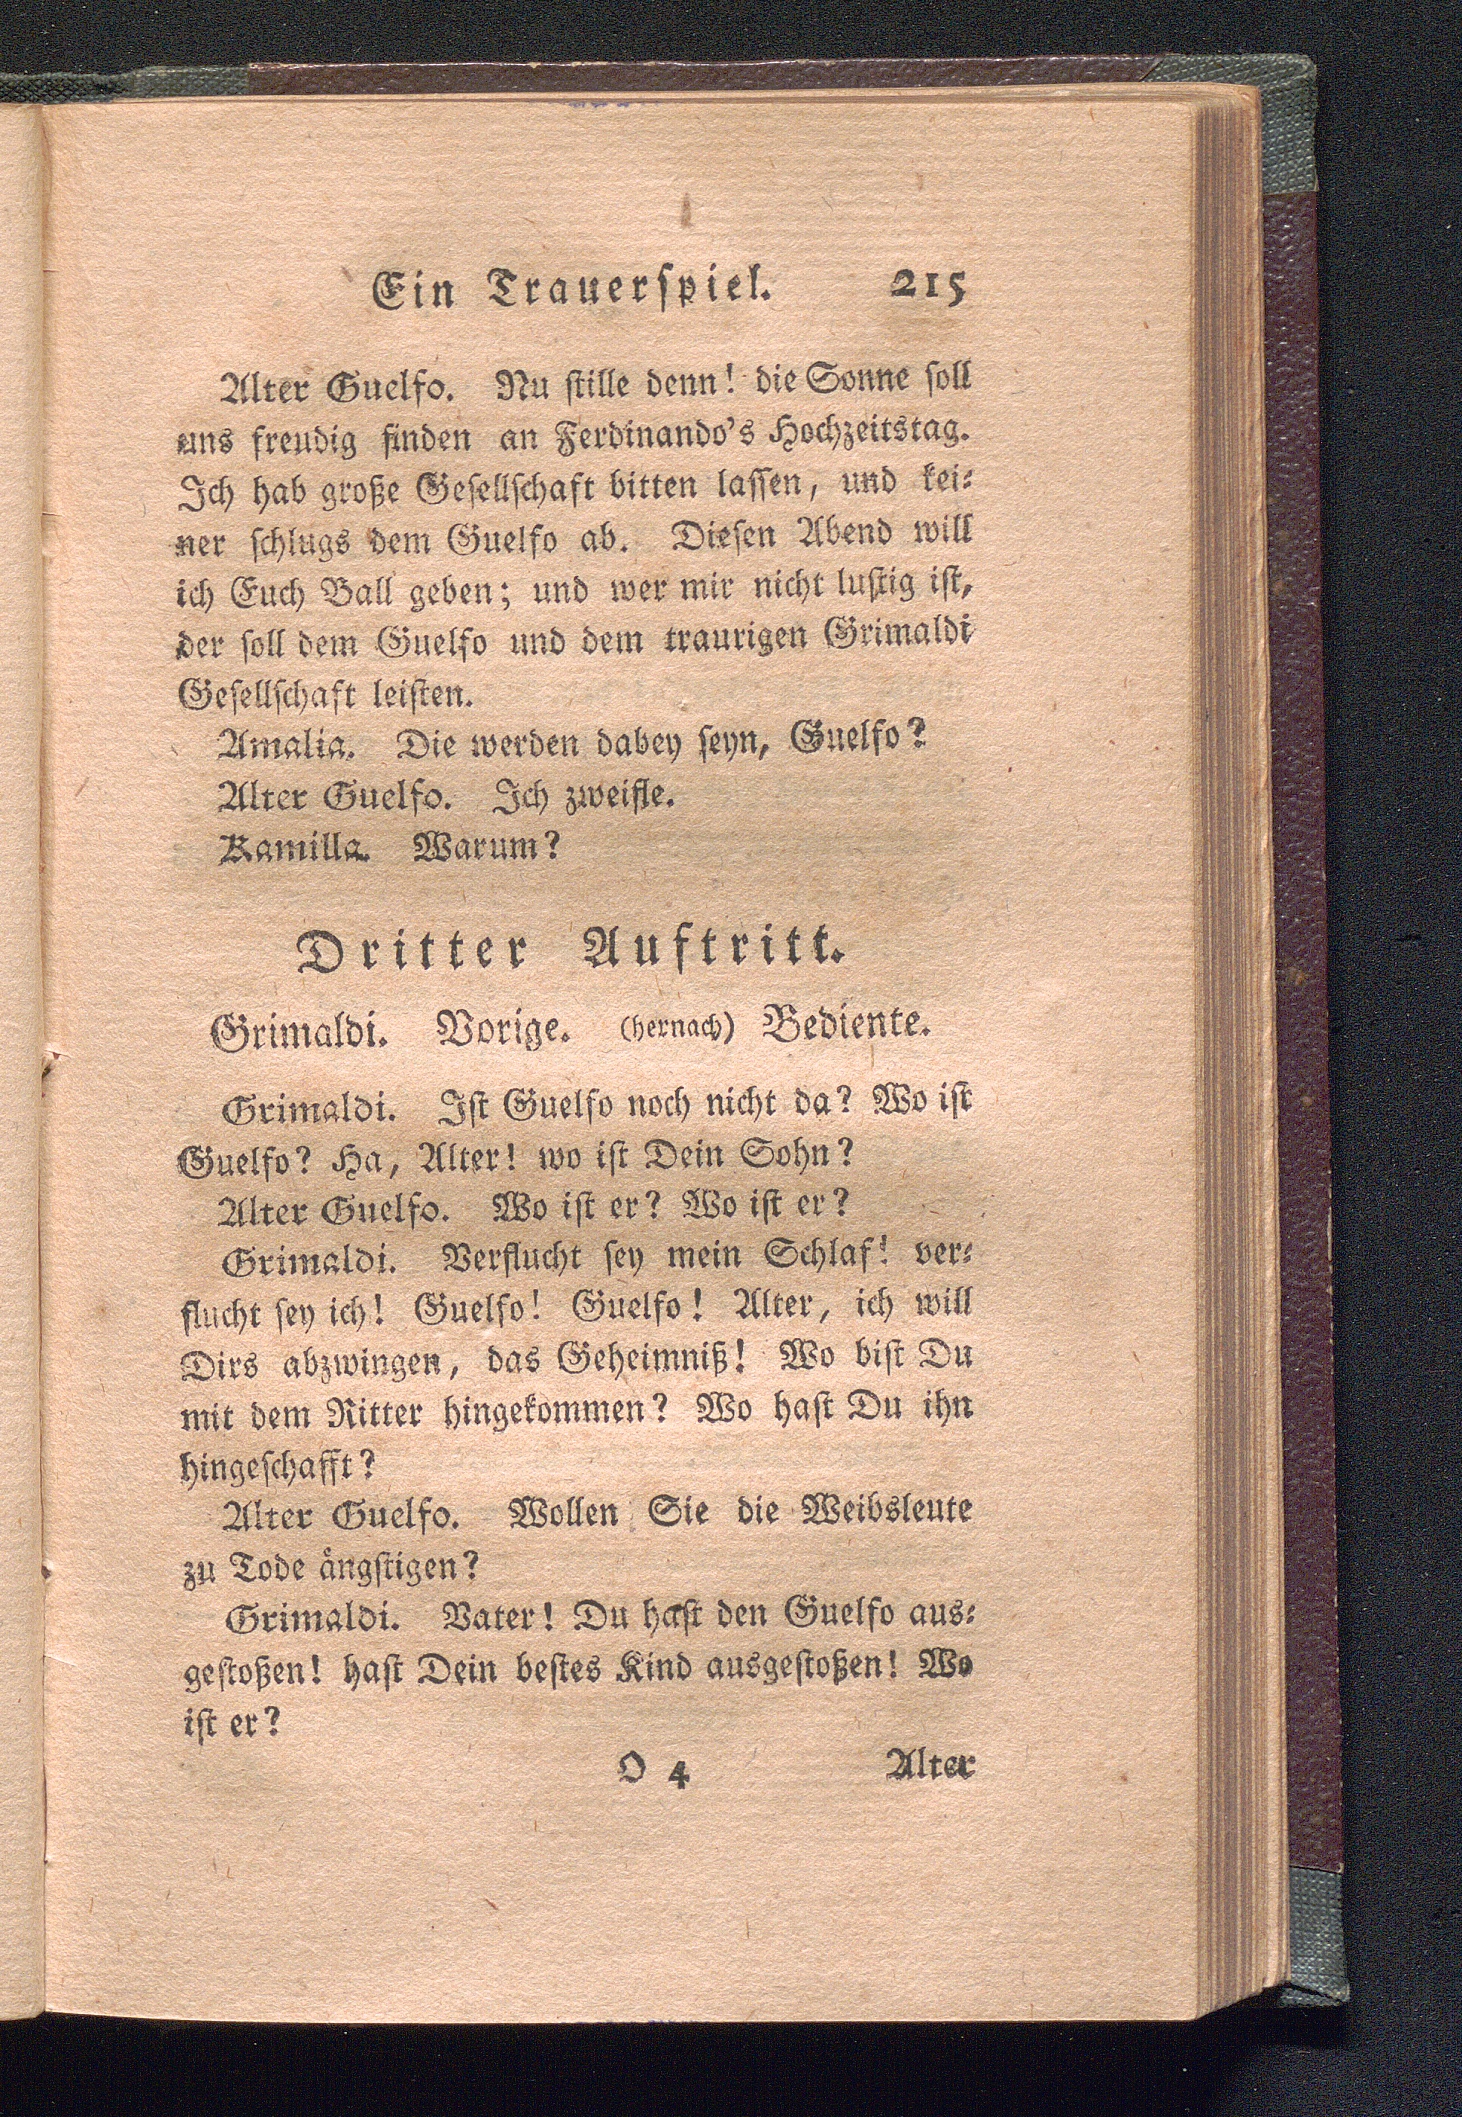 Ein Trauerſpiel. 215
Alter Guelfo. Nu ſtille denn! die Sonne ſoll
uns freudig finden an Ferdinando's Hochzeitstag.
Ich hab große Geſellſchaft bitten laſſen, und kei⸗
ner ſchlugs dem Guelfo ab. Dieſen Abend will
ich Euch Ball geben; und wer mir nicht luſtig iſt,
der ſoll dem Guelfo und dem traurigen Grimaldi
Geſellſchaft leiſten.
Amalia. Die werden dabey ſeyn, Guelfo?
Alter Guelfo. Ich zweifle.
Kamilla. Warum?
Dritter Auftritt.
Grimaldi. Vorige. (hernach) Bediente.
Grimaldi. Iſt Guelfo noch nicht da? Wo iſt
Guelfo? Ha, Alter! wo iſt Dein Sohn?
Alter Guelfo. Wo iſt er? Wo iſt er?
Grimaldi. Verflucht ſey mein Schlaf! ver⸗
flucht ſey ich! Guelfo! Guelfo! Alter, ich will
Dirs abzwingen, das Geheimniß! Wo biſt Du
mit dem Ritter hingekommen? Wo haſt Du ihn
hingeſchafft?
Alter Guelfo. Wollen Sie die Weibsleute
zu Tode ängſtigen?
Grimaldi. Vater! Du haſt den Guelfo aus⸗
geſtoßen! haſt Dein beſtes Kind ausgeſtoßen! Wo
iſt er?
O 4 Alter